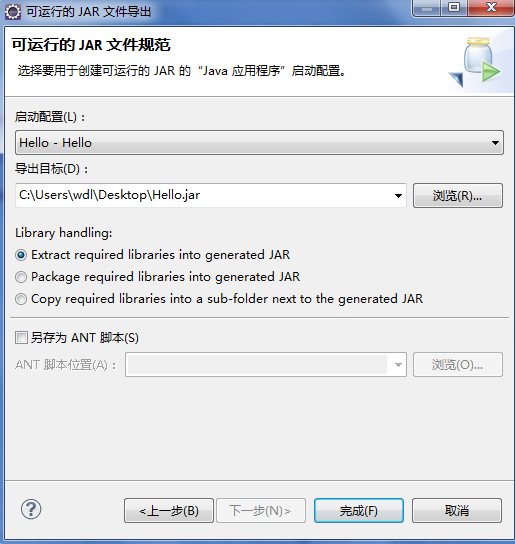 可运行的 JAR 文件导出
可运行的 JAR 文件规范
选择要用于创建可运行的 JAR 的“Java 应用程序”启动配置。
启动配置(L)：
Hello - Hello
导出目标(D)：
C:\Users\wdl\Desktop\Hello.jar
浏览(R)...
Library handling:
Extract required libraries into generated JAR
Package required libraries into generated JAR
Copy required libraries into a sub-folder next to the generated JAR
另存为 ANT 脚本(S)
ANT 脚本位置(A)：
浏览(O)...
?
<上一步(B)
下一步(N)>
完成(F)
取消